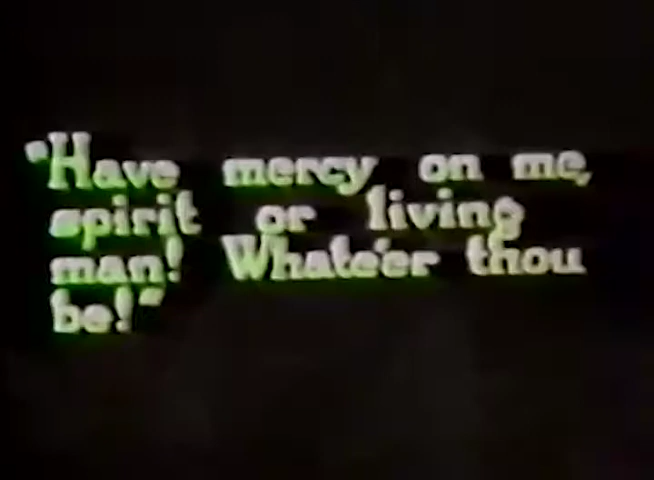 "Have mercy on me,
spirit or living
man! Whate'er thou
be!"